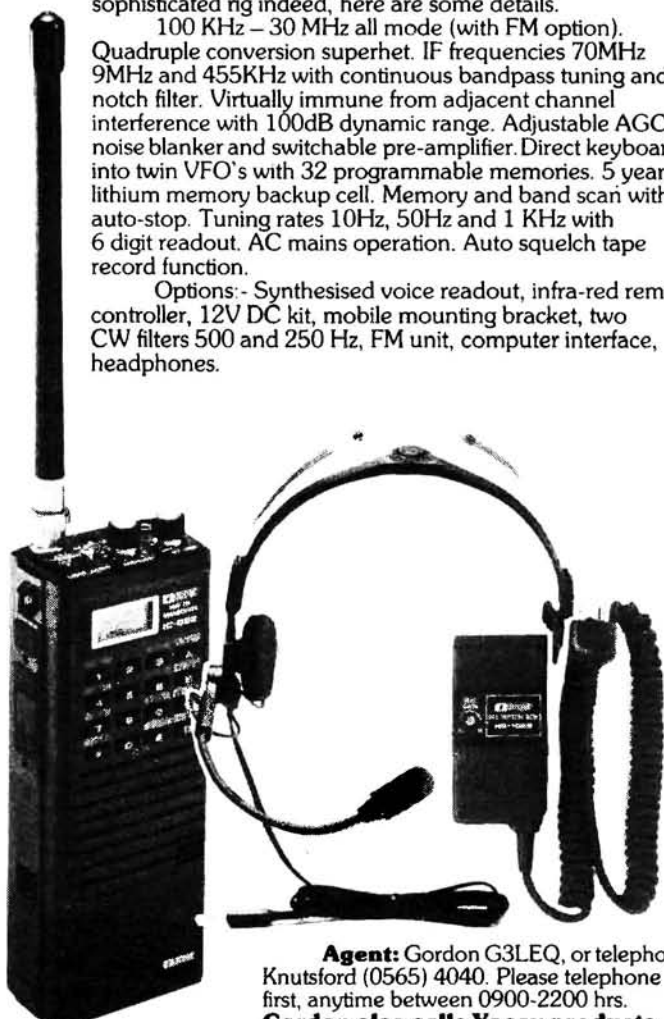 sophisticated rig indeed, here are some details.
100 KHz – 30 MHz all mode (with FM option).
Quadruple conversion superhet. IF frequencies 70MHz
9MHz and 455KHz with continuous bandpass tuning and
notch filter. Virtually immune from adjacent channel
interference with 100dB dynamic range. Adjustable AGC
noise blanker and switchable pre-amplifier. Direct keyboar
into twin VFO's with 32 programmable memories. 5 year
lithium memory backup cell. Memory and band scan with
auto-stop. Tuning rates 10Hz, 50Hz and 1 KHz with
6 digit readout. AC mains operation. Auto squelch tape
record function.
Options:- Synthesised voice readout, infra-red rem
controller, 12V DC kit, mobile mounting bracket, two
CW filters 500 and 250 Hz, FM unit, computer interface,
headphones.
Agent: Gordon G3LEQ, or telepho
Knutsford (0565) 4040. Please telephone
first, anytime between 0900-2200 hrs.